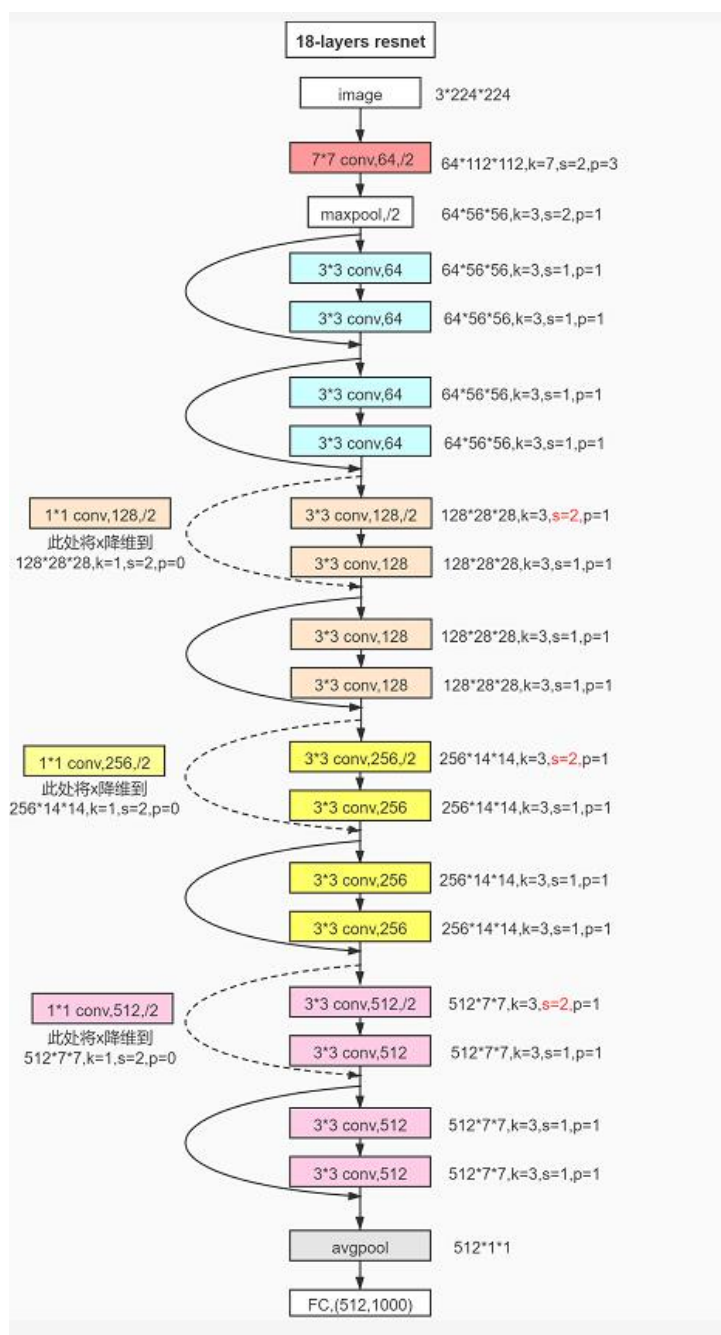 18-layers resnet
image 3*224*224
7*7 conv,64,/2 64*112*112,k=7,s=2,p=3
maxpool,/2 64*56*56,k=3,s=2,p=1
3*3 conv,64 64*56*56,k=3,s=1,p=1
3*3 conv,64 64*56*56,k=3,s=1,p=1
3*3 conv,64 64*56*56,k=3,s=1,p=1
3*3 conv,64 64*56*56,k=3,s=1,p=1
1*1 conv,128,/2 3*3 conv,128,/2 128*28*28,k=3,s=2,p=1
此处将x降维到
128*28*28,k=1,s=2,p=0 3*3 conv,128 128*28*28,k=3,s=1,p=1
3*3 conv,128 128*28*28,k=3,s=1,p=1
3*3 conv,128 128*28*28,k=3,s=1,p=1
1*1 conv,256,/2 3*3 conv,256,/2 256*14*14,k=3,s=2,p=1
此处将x降维到
256*14*14,k=1,s=2,p=0 3*3 conv,256 256*14*14,k=3,s=1,p=1
3*3 conv,256 256*14*14,k=3,s=1,p=1
3*3 conv,256 256*14*14,k=3,s=1,p=1
1*1 conv,512,/2 3*3 conv,512,/2 512*7*7,k=3,s=2,p=1
此处将x降维到
512*7*7,k=1,s=2,p=0 3*3 conv,512 512*7*7,k=3,s=1,p=1
3*3 conv,512 512*7*7,k=3,s=1,p=1
3*3 conv,512 512*7*7,k=3,s=1,p=1
avgpool 512*1*1
FC,(512,1000)